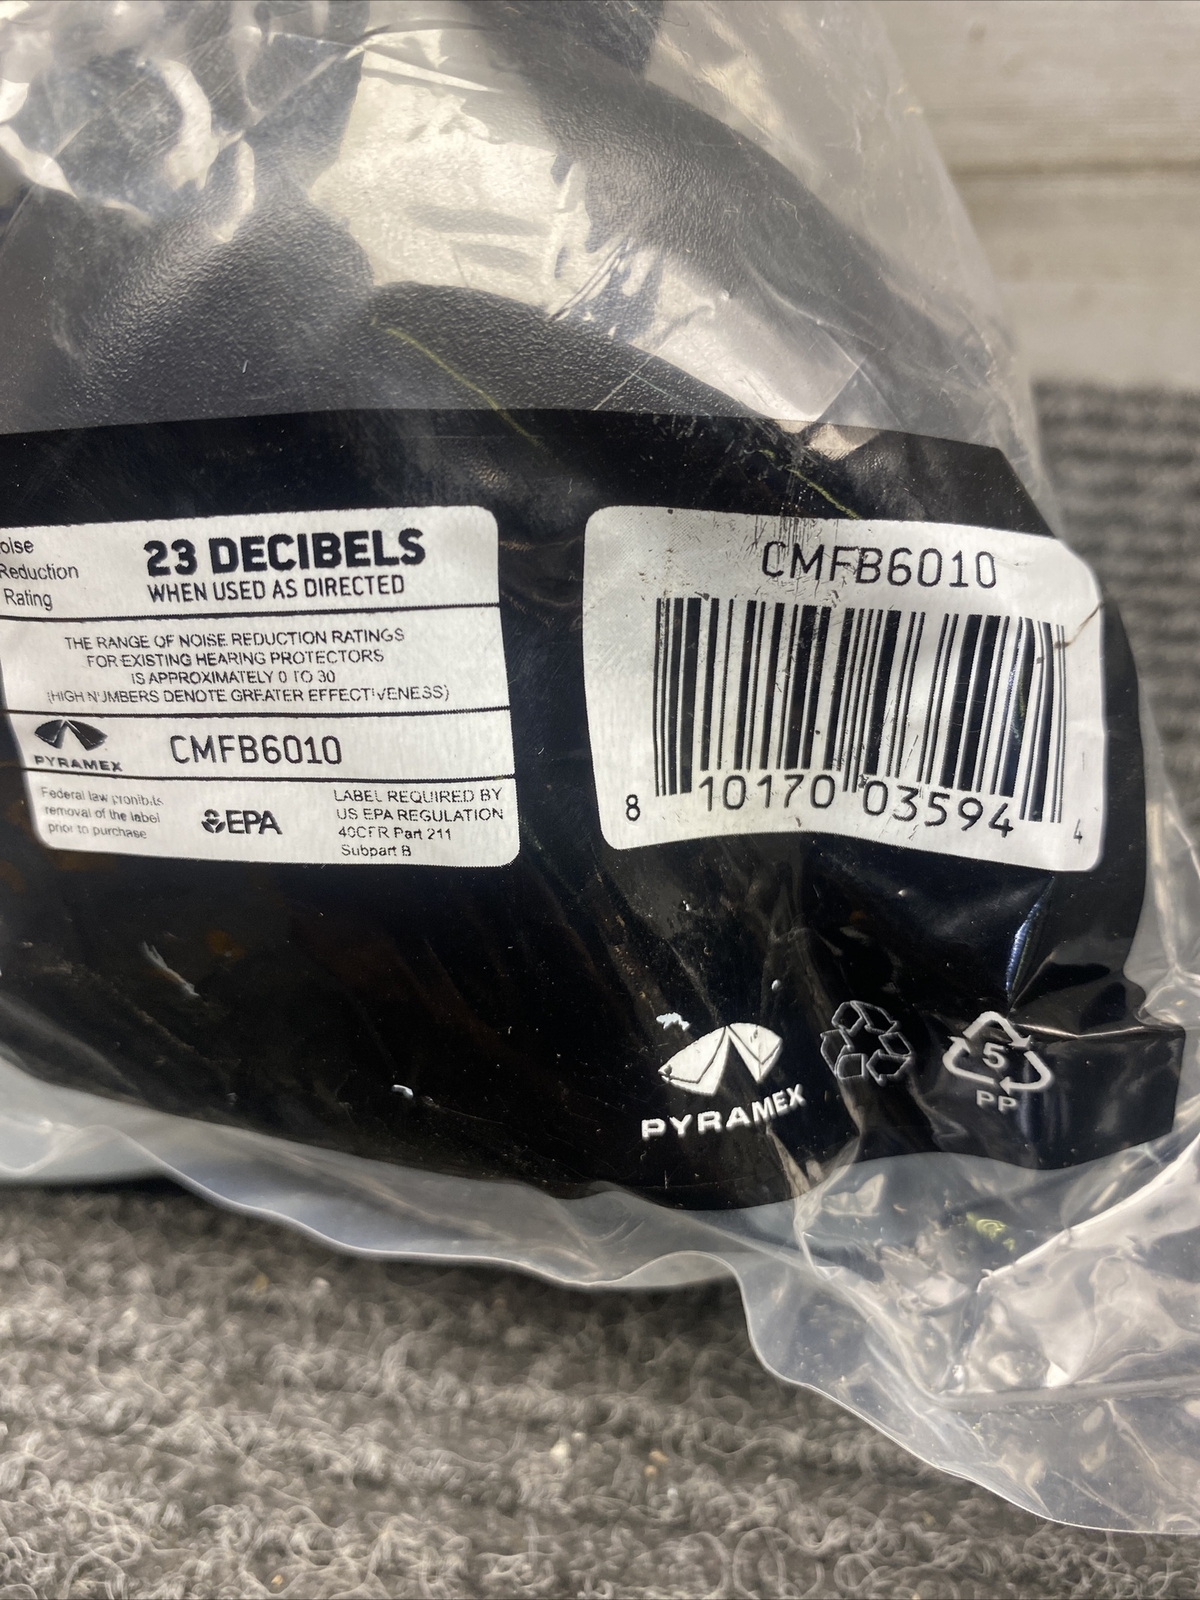 oise
Reduction
Rating
23 DECIBELS
WHEN USED AS DIRECTED
THE RANGE OF NOISE REDUCTION RATINGS
FOR EXISTING HEARING PROTECTORS
IS APPROXIMATELY 0 TO 30
(HIGH NUMBERS DENOTE GREATER EFFECTIVENESS)
PYRAMEX
CMFB6010
Federal law prohibits
removal of the label
prior to purchase
EPA
LABEL REQUIRED BY
US EPA REGULATION
40CFR Part 211
Subpart B
CMFB6010
8 10170 03594 4
PYRAMEX
5
PP